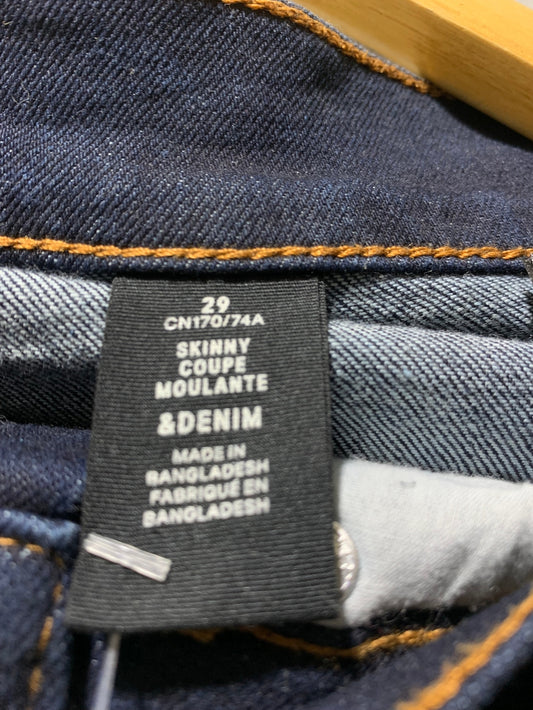 29
CN170/74A
SKINNY
COUPE
MOULANTE
&DENIM
MADE IN
BANGLADESH
FABRIQUÉ EN
BANGLADESH